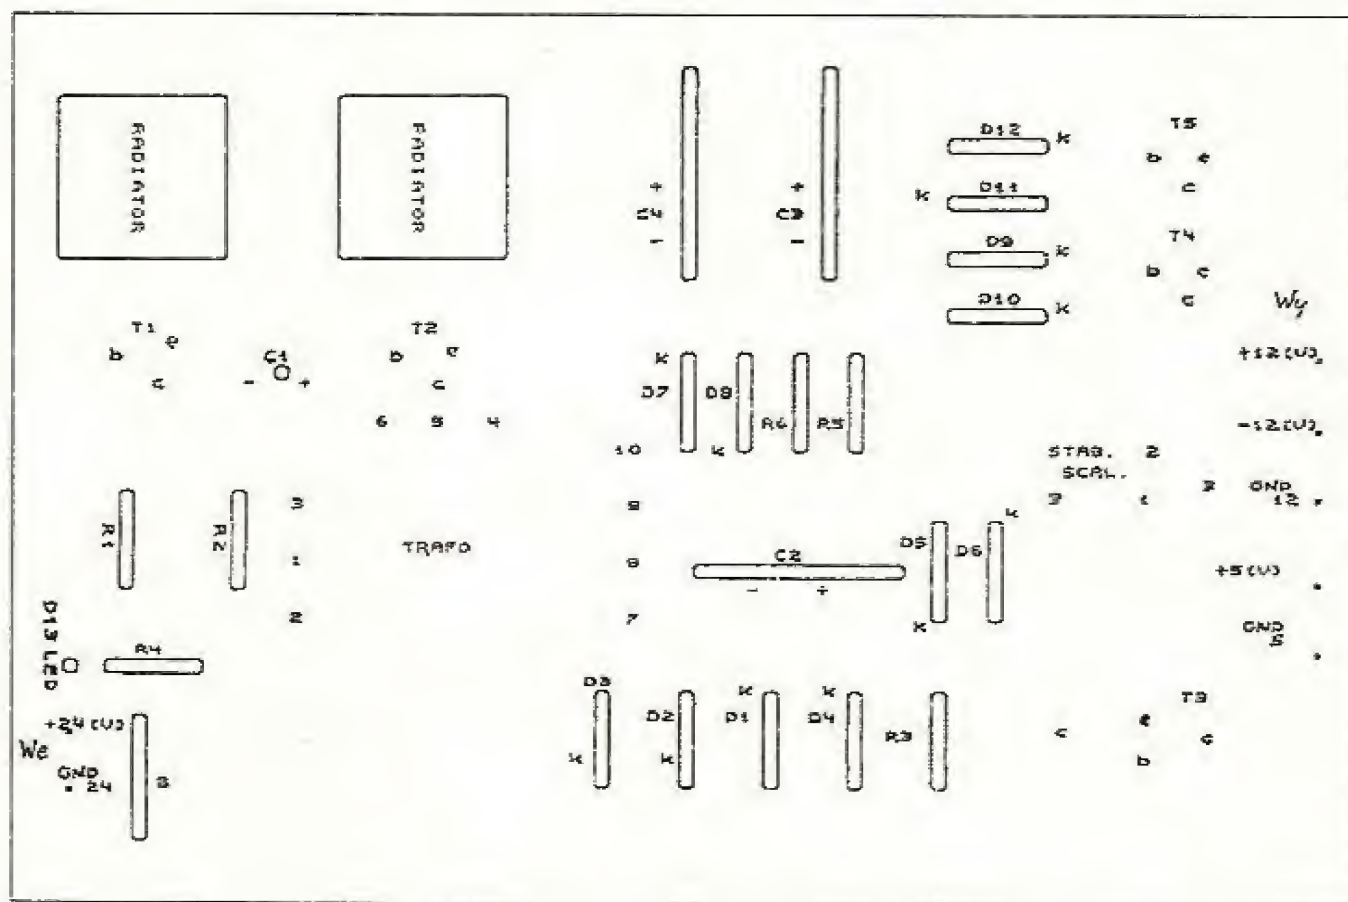 RADIATOR
RADIATOR
+
C4
-
+
C3
-
D12 k
k D11
D9 k
D10 k
T5
b e
c
T4
b e
c
Wy
T1
b e
c
C1
- +
T2
b e
c
6 5 4
k
D7
D8
k
R6
R5
10
9
8
7
+12(V)
-12(V)
STAB.
SCAL.
2
3 1 3
GND
12
+5(V)
GND
5
R1
R2
3
1
2
TRAFO
C2
- +
D5
k
D6
k
D13 LED
R4
+24(V)
We
GND
24
B
D3
k
D2
k
k
D1
k
D4
R3
T3
c e c
b